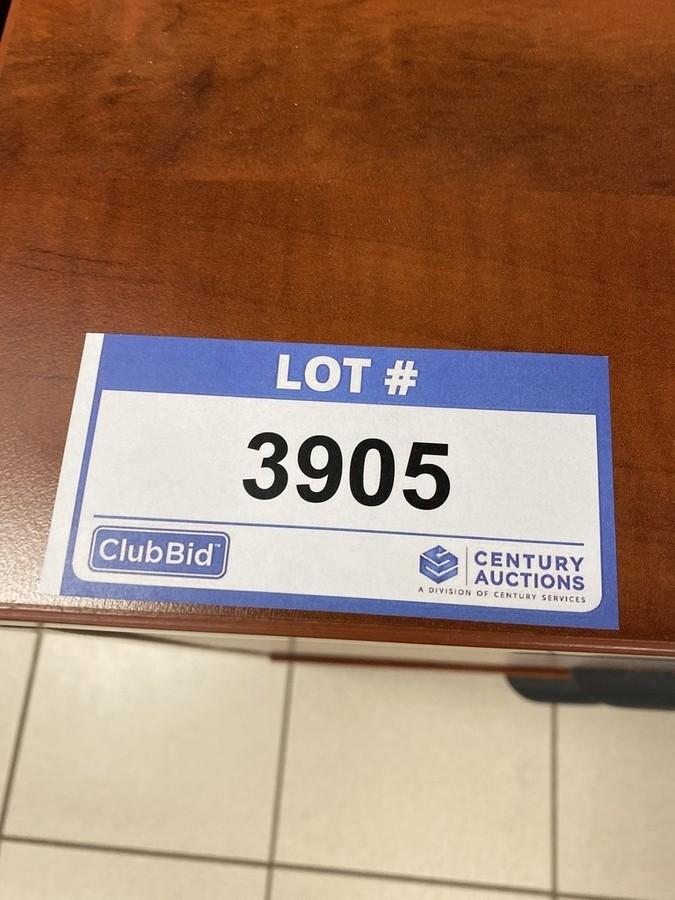 LOT #
3905
ClubBid™
CENTURY
AUCTIONS
A DIVISION OF CENTURY SERVICES